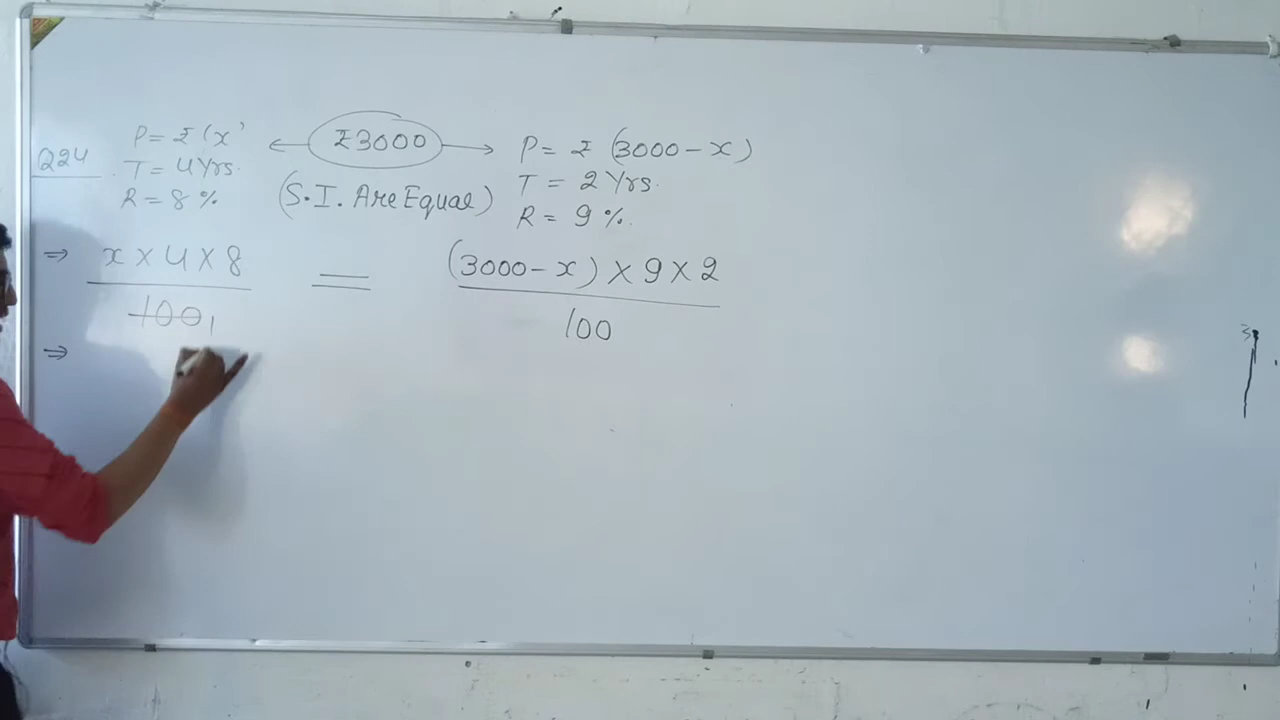 Q24
P = ₹ (x)
T = 4 Yrs.
R = 8 %
₹3000
(S.I. Are Equal)
P = ₹ (3000 - x)
T = 2 Yrs.
R = 9 %.
⇒ x × 4 × 8 / 100 = (3000 - x) × 9 × 2 / 100
⇒